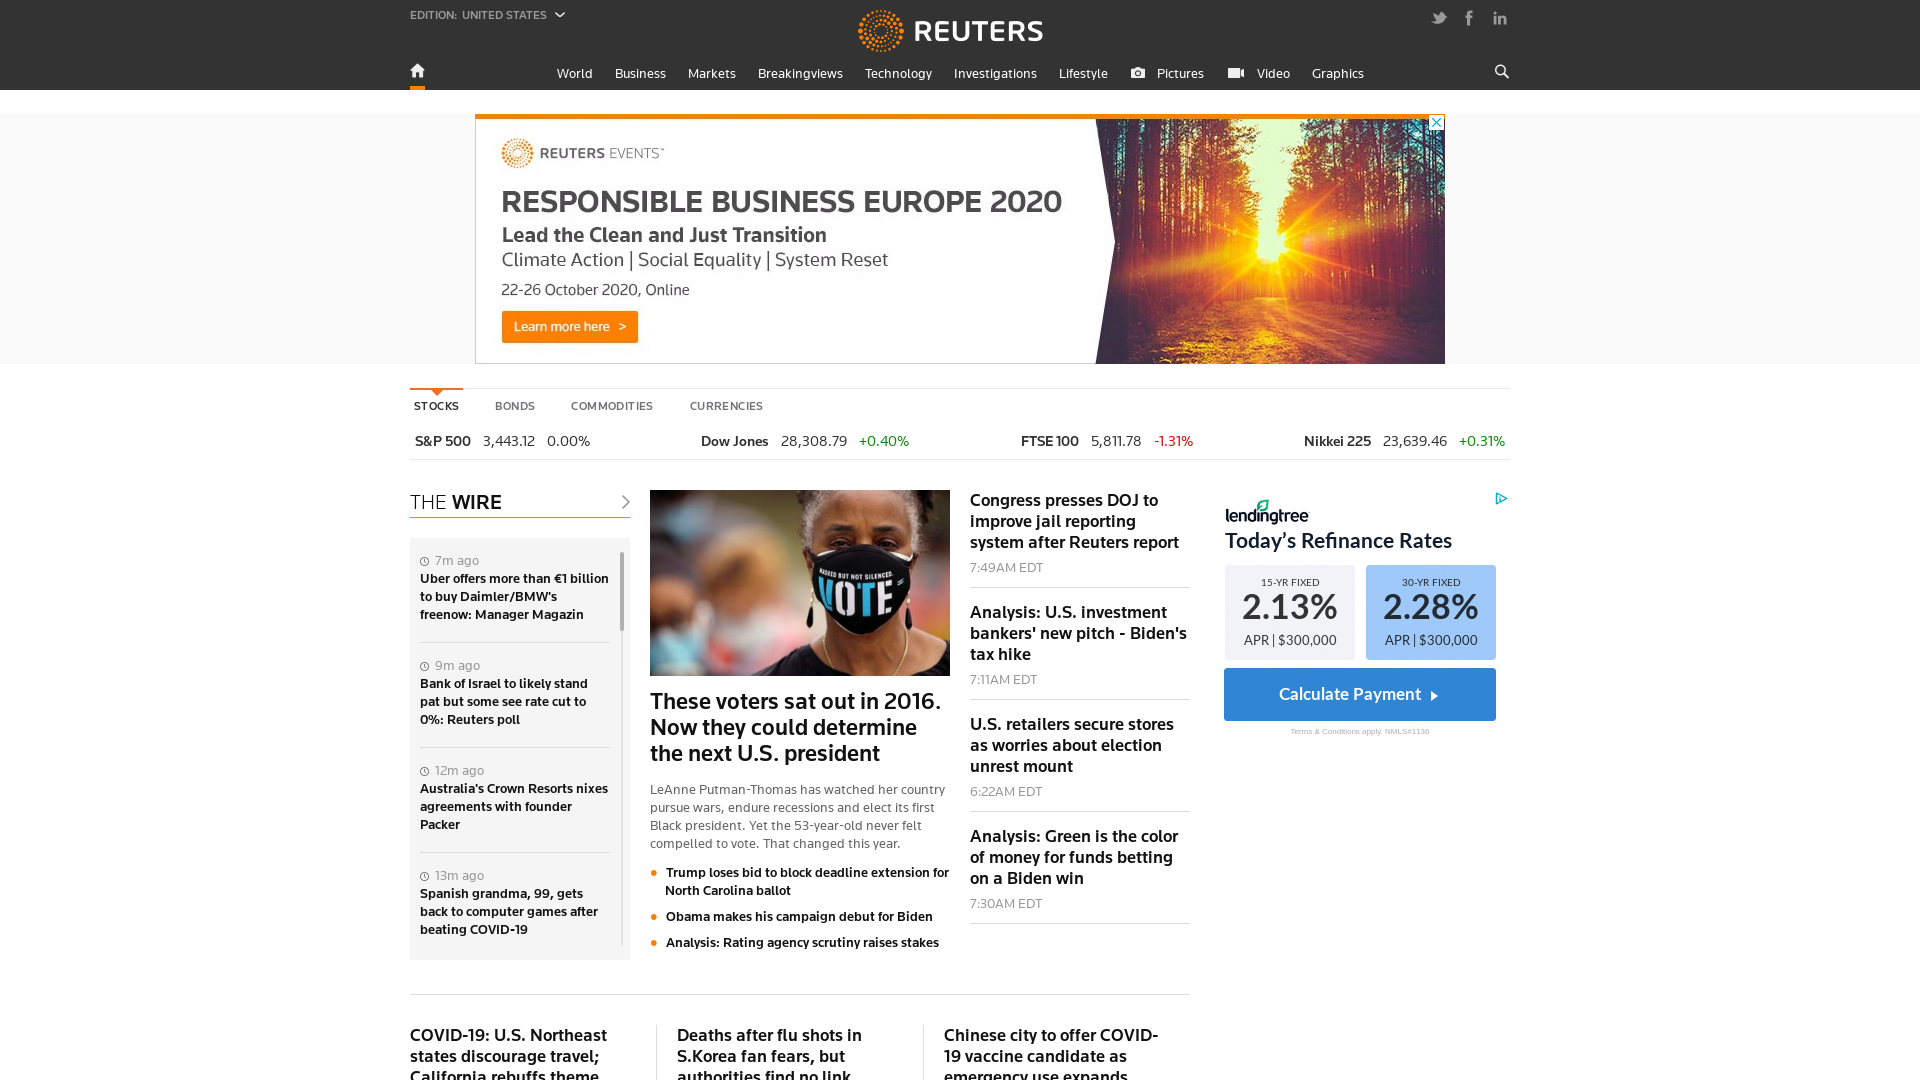 EDITION: UNITED STATES
REUTERS
World Business Markets Breakingviews Technology Investigations Lifestyle Pictures Video Graphics
REUTERS EVENTS™
RESPONSIBLE BUSINESS EUROPE 2020
Lead the Clean and Just Transition
Climate Action | Social Equality | System Reset
22-26 October 2020, Online
Learn more here >
STOCKS BONDS COMMODITIES CURRENCIES
S&P 500 3,443.12 0.00% Dow Jones 28,308.79 +0.40% FTSE 100 5,811.78 -1.31% Nikkei 225 23,639.46 +0.31%
THE WIRE
7m ago
Uber offers more than €1 billion
to buy Daimler/BMW's
freenow: Manager Magazin
9m ago
Bank of Israel to likely stand
pat but some see rate cut to
0%: Reuters poll
12m ago
Australia's Crown Resorts nixes
agreements with founder
Packer
13m ago
Spanish grandma, 99, gets
back to computer games after
beating COVID-19
MASKED BUT NOT SILENCED.
VOTE
These voters sat out in 2016.
Now they could determine
the next U.S. president
LeAnne Putman-Thomas has watched her country
pursue wars, endure recessions and elect its first
Black president. Yet the 53-year-old never felt
compelled to vote. That changed this year.
Trump loses bid to block deadline extension for
North Carolina ballot
Obama makes his campaign debut for Biden
Analysis: Rating agency scrutiny raises stakes
Congress presses DOJ to
improve jail reporting
system after Reuters report
7:49AM EDT
Analysis: U.S. investment
bankers' new pitch - Biden's
tax hike
7:11AM EDT
U.S. retailers secure stores
as worries about election
unrest mount
6:22AM EDT
Analysis: Green is the color
of money for funds betting
on a Biden win
7:30AM EDT
lendingtree
Today's Refinance Rates
15-YR FIXED
2.13%
APR | $300,000
30-YR FIXED
2.28%
APR | $300,000
Calculate Payment
Terms & Conditions apply. NMLS#1136
COVID-19: U.S. Northeast
states discourage travel;
California rebuffs theme
Deaths after flu shots in
S.Korea fan fears, but
authorities find no link
Chinese city to offer COVID-
19 vaccine candidate as
emergency use expands